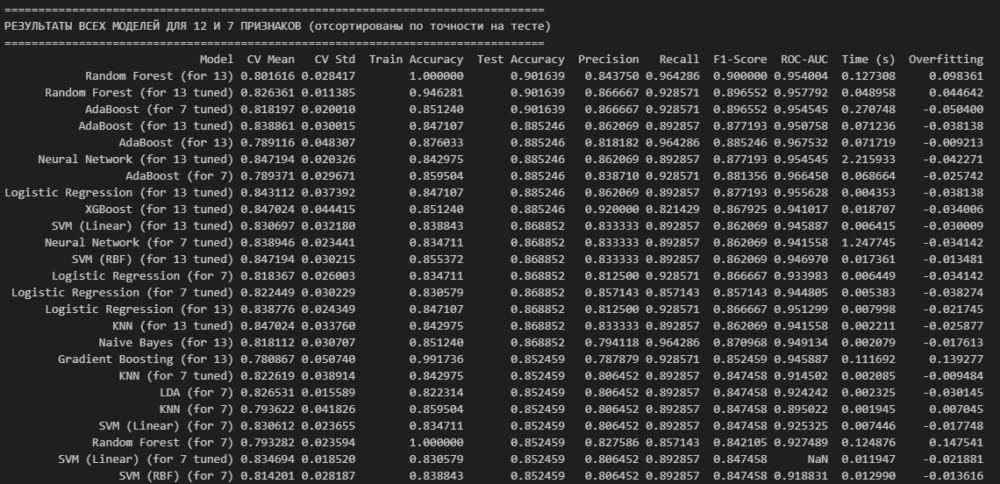 ================================================================================
РЕЗУЛЬТАТЫ ВСЕХ МОДЕЛЕЙ ДЛЯ 12 И 7 ПРИЗНАКОВ (отсортированы по точности на тесте)
================================================================================
Model CV Mean CV Std Train Accuracy Test Accuracy Precision Recall F1-Score ROC-AUC Time (s) Overfitting
Random Forest (for 13) 0.801616 0.028417 1.000000 0.901639 0.843750 0.964286 0.900000 0.954004 0.127308 0.098361
Random Forest (for 13 tuned) 0.826361 0.011385 0.946281 0.901639 0.866667 0.928571 0.896552 0.957792 0.048958 0.044642
AdaBoost (for 7 tuned) 0.818197 0.020010 0.851240 0.901639 0.866667 0.928571 0.896552 0.954545 0.270748 -0.050400
AdaBoost (for 13 tuned) 0.838861 0.030015 0.847107 0.885246 0.862069 0.892857 0.877193 0.950758 0.071236 -0.038138
AdaBoost (for 13) 0.789116 0.048307 0.876033 0.885246 0.818182 0.964286 0.885246 0.967532 0.071719 -0.009213
Neural Network (for 13 tuned) 0.847194 0.020326 0.842975 0.885246 0.862069 0.892857 0.877193 0.954545 2.215933 -0.042271
AdaBoost (for 7) 0.789371 0.029671 0.859504 0.885246 0.838710 0.928571 0.881356 0.966450 0.068664 -0.025742
Logistic Regression (for 13 tuned) 0.843112 0.037392 0.847107 0.885246 0.862069 0.892857 0.877193 0.955628 0.004353 -0.038138
XGBoost (for 13 tuned) 0.847024 0.044415 0.851240 0.885246 0.920000 0.821429 0.867925 0.941017 0.018707 -0.034006
SVM (Linear) (for 13 tuned) 0.830697 0.032180 0.838843 0.868852 0.833333 0.892857 0.862069 0.945887 0.006415 -0.030009
Neural Network (for 7 tuned) 0.838946 0.023441 0.834711 0.868852 0.833333 0.892857 0.862069 0.941558 1.247745 -0.034142
SVM (RBF) (for 13 tuned) 0.847194 0.030215 0.855372 0.868852 0.833333 0.892857 0.862069 0.946970 0.017361 -0.013481
Logistic Regression (for 7) 0.818367 0.026003 0.834711 0.868852 0.812500 0.928571 0.866667 0.933983 0.006449 -0.034142
Logistic Regression (for 7 tuned) 0.822449 0.030229 0.830579 0.868852 0.857143 0.857143 0.857143 0.944805 0.005383 -0.038274
Logistic Regression (for 13) 0.838776 0.024349 0.847107 0.868852 0.812500 0.928571 0.866667 0.951299 0.007998 -0.021745
KNN (for 13 tuned) 0.847024 0.033760 0.842975 0.868852 0.833333 0.892857 0.862069 0.941558 0.002211 -0.025877
Naive Bayes (for 13) 0.818112 0.030707 0.851240 0.868852 0.794118 0.964286 0.870968 0.949134 0.002079 -0.017613
Gradient Boosting (for 13) 0.780867 0.050740 0.991736 0.852459 0.787879 0.928571 0.852459 0.945887 0.111692 0.139277
KNN (for 7 tuned) 0.822619 0.038914 0.842975 0.852459 0.806452 0.892857 0.847458 0.914502 0.002085 -0.009484
LDA (for 7) 0.826531 0.015589 0.822314 0.852459 0.806452 0.892857 0.847458 0.924242 0.002325 -0.030145
KNN (for 7) 0.793622 0.041826 0.859504 0.852459 0.806452 0.892857 0.847458 0.895022 0.001945 0.007045
SVM (Linear) (for 7) 0.830612 0.023655 0.834711 0.852459 0.806452 0.892857 0.847458 0.925325 0.007446 -0.017748
Random Forest (for 7) 0.793282 0.023594 1.000000 0.852459 0.827586 0.857143 0.842105 0.927489 0.124876 0.147541
SVM (Linear) (for 7 tuned) 0.834694 0.018520 0.830579 0.852459 0.806452 0.892857 0.847458 NaN 0.011947 -0.021881
SVM (RBF) (for 7) 0.814201 0.028187 0.838843 0.852459 0.806452 0.892857 0.847458 0.918831 0.012990 -0.013616